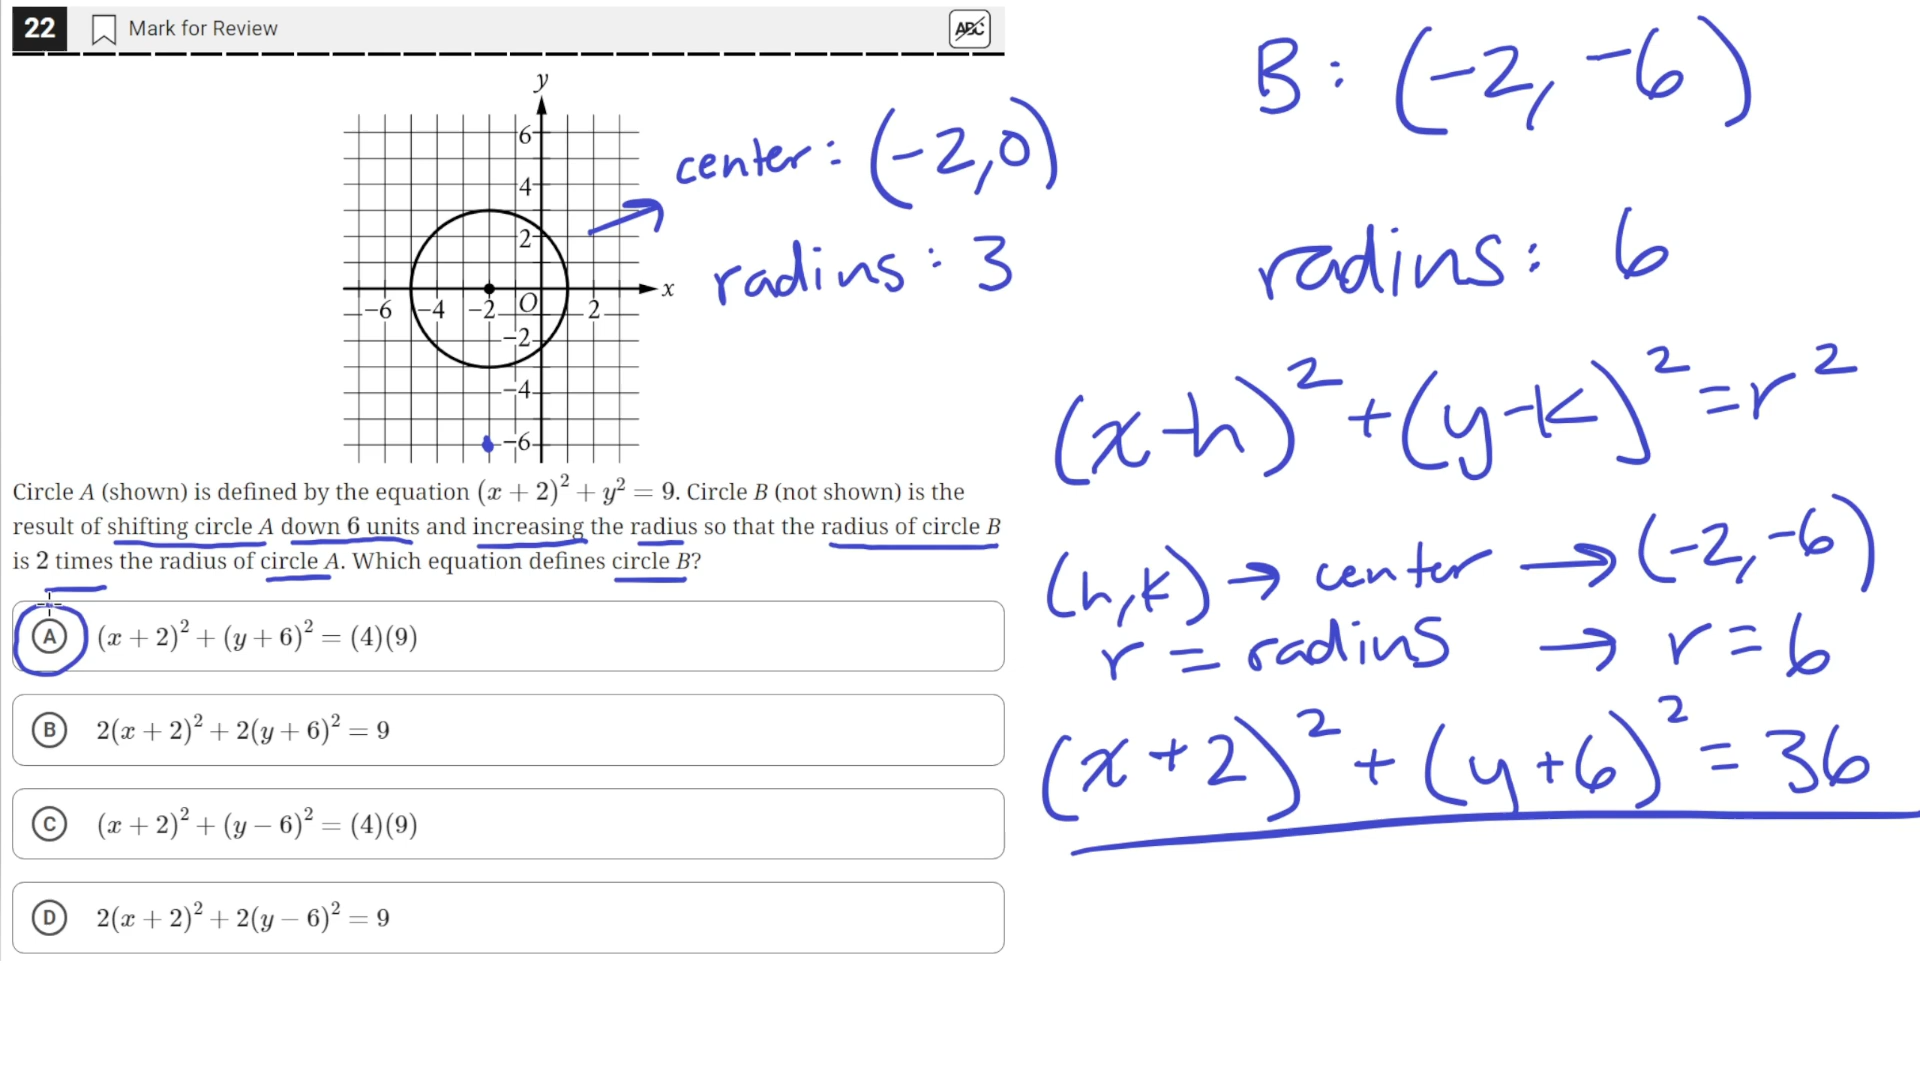 22 Mark for Review ABC
y
6
4
2
-6 -4 -2 O 2 x
-2
-4
-6
center: (-2,0)
radius: 3
Circle A (shown) is defined by the equation (x + 2)² + y² = 9. Circle B (not shown) is the
result of shifting circle A down 6 units and increasing the radius so that the radius of circle B
is 2 times the radius of circle A. Which equation defines circle B?
A (x + 2)² + (y + 6)² = (4)(9)
B 2(x + 2)² + 2(y + 6)² = 9
C (x + 2)² + (y − 6)² = (4)(9)
D 2(x + 2)² + 2(y − 6)² = 9
B: (-2, -6)
radius: 6
(x-h)² + (y-k)² = r²
(h,k) → center → (-2, -6)
r = radius → r = 6
(x+2)² + (y+6)² = 36